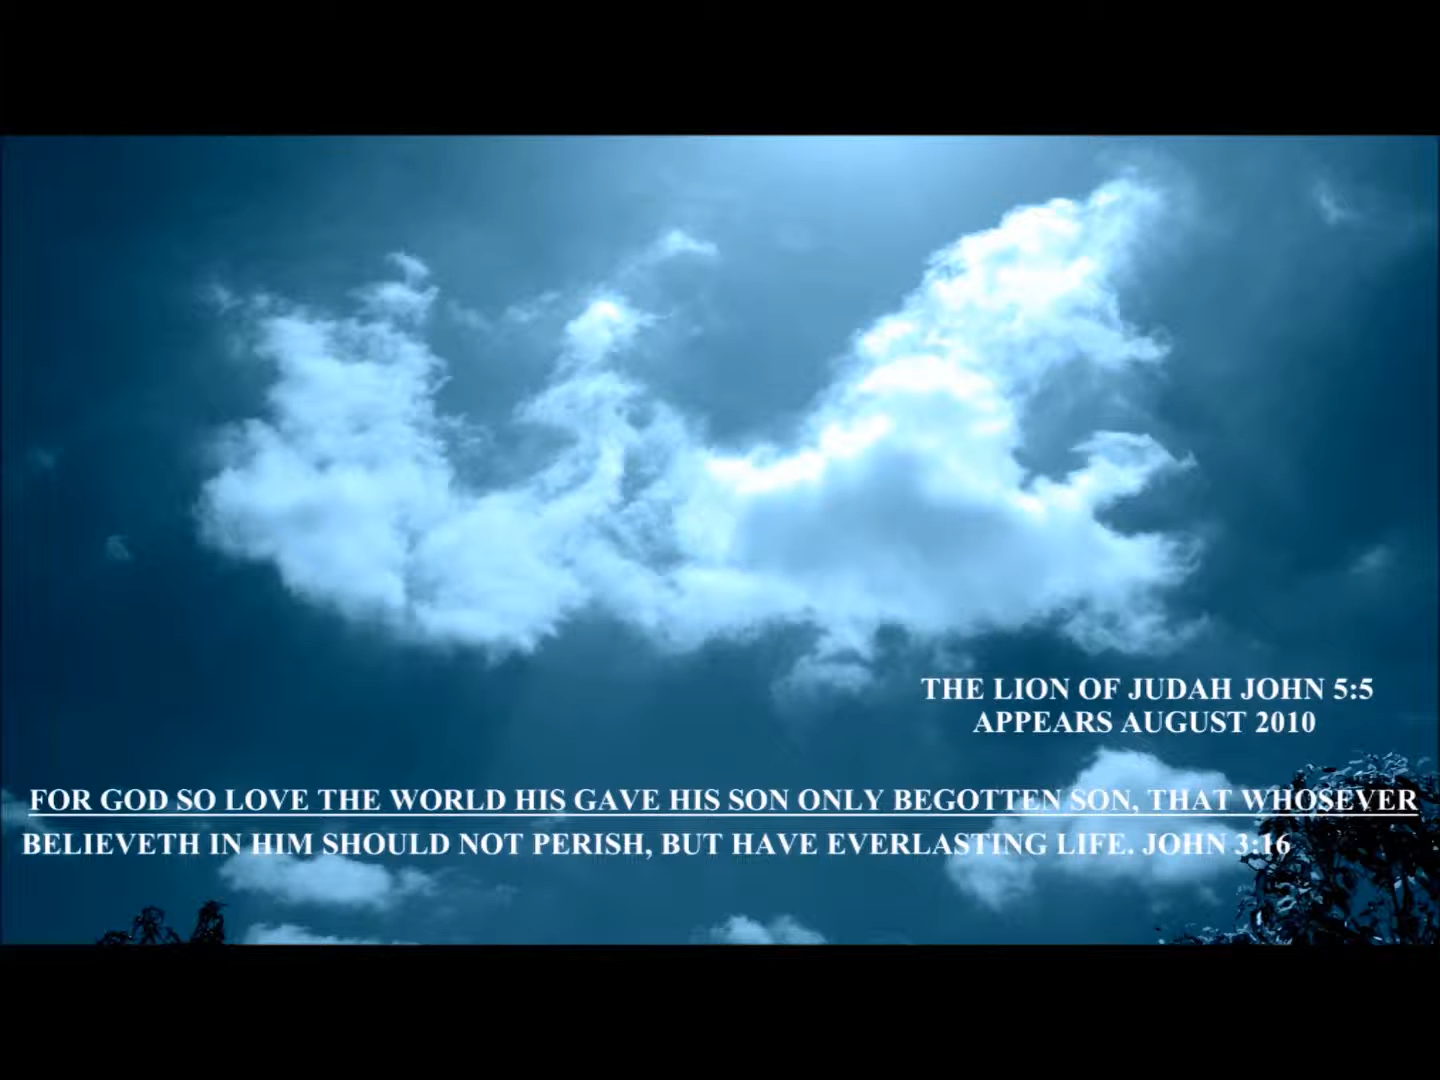 THE LION OF JUDAH JOHN 5:5
APPEARS AUGUST 2010
FOR GOD SO LOVE THE WORLD HIS GAVE HIS SON ONLY BEGOTTEN SON, THAT WHOSEVER
BELIEVETH IN HIM SHOULD NOT PERISH, BUT HAVE EVERLASTING LIFE. JOHN 3:16